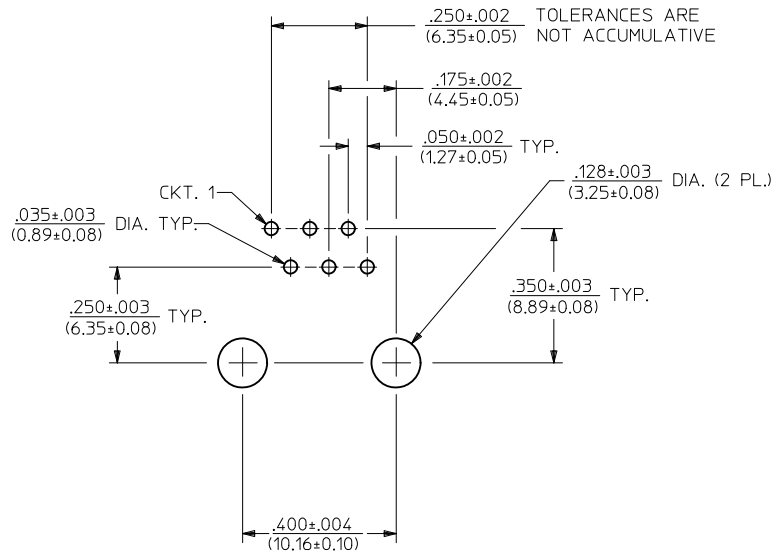 .250±.002 TOLERANCES ARE
(6.35±0.05) NOT ACCUMULATIVE
.175±.002
(4.45±0.05)
.050±.002 TYP.
(1.27±0.05)
.128±.003 DIA. (2 PL.)
(3.25±0.08)
CKT. 1
.035±.003 DIA. TYP.
(0.89±0.08)
.250±.003 TYP.
(6.35±0.08)
.350±.003 TYP.
(8.89±0.08)
.400±.004
(10.16±0.10)